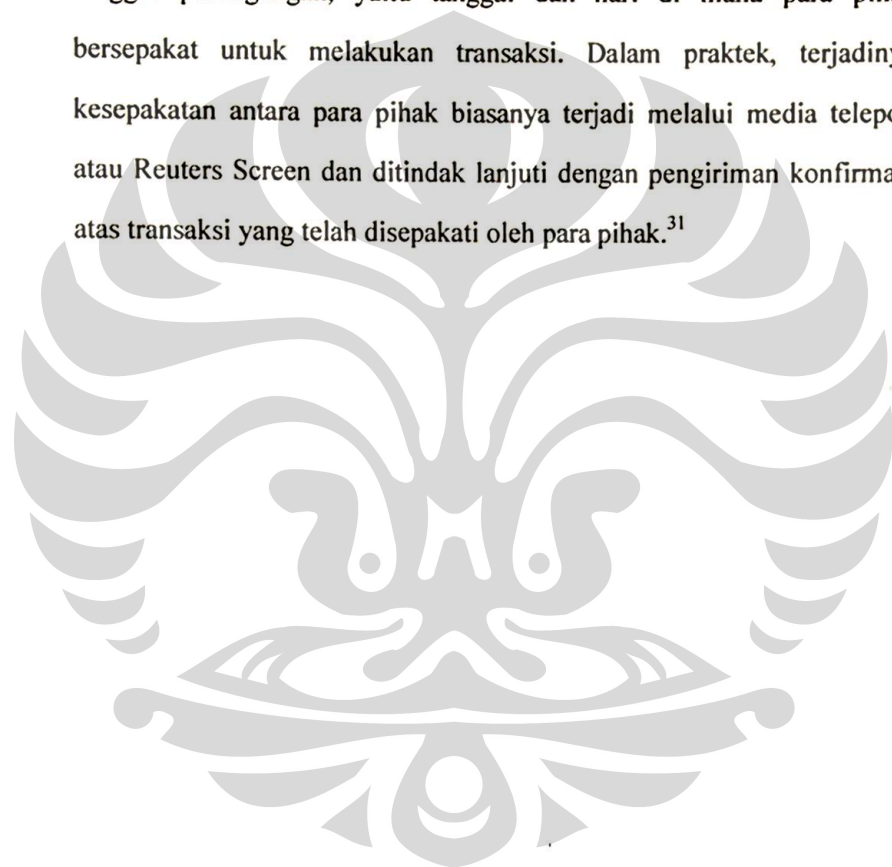 bersepakat untuk melakukan transaksi. Dalam praktek, terjadiny
kesepakatan antara para pihak biasanya terjadi melalui media telepo
atau Reuters Screen dan ditindak lanjuti dengan pengiriman konfirma
atas transaksi yang telah disepakati oleh para pihak.³¹